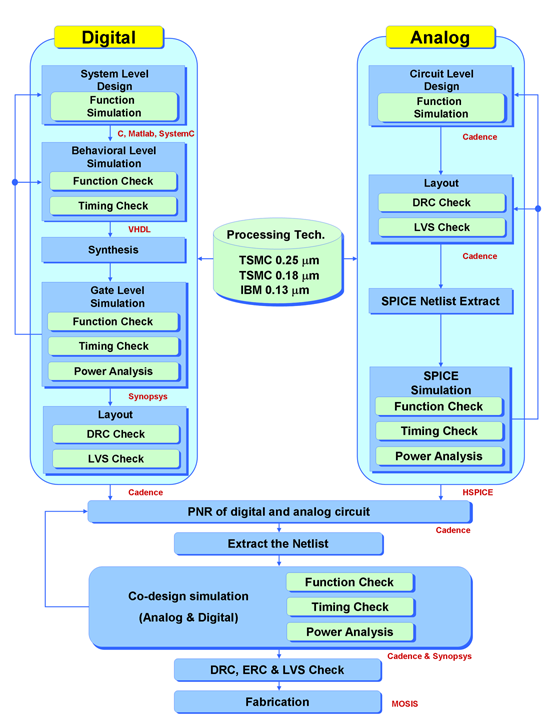 Digital
System Level
Design
Function
Simulation
C, Matlab, SystemC
Behavioral Level
Simulation
Function Check
Timing Check
VHDL
Synthesis
Gate Level
Simulation
Function Check
Timing Check
Power Analysis
Synopsys
Layout
DRC Check
LVS Check
Cadence
Processing Tech.
TSMC 0.25 μm
TSMC 0.18 μm
IBM 0.13 μm
Analog
Circuit Level
Design
Function
Simulation
Cadence
Layout
DRC Check
LVS Check
Cadence
SPICE Netlist Extract
SPICE
Simulation
Function Check
Timing Check
Power Analysis
HSPICE
PNR of digital and analog circuit
Cadence
Extract the Netlist
Co-design simulation
(Analog & Digital)
Function Check
Timing Check
Power Analysis
Cadence & Synopsys
DRC, ERC & LVS Check
Fabrication
MOSIS